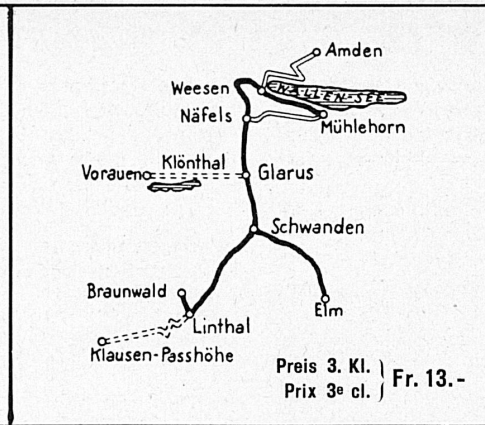 Amden
Weesen
WALLEN-SEE
Näfels
Mühlehorn
Klönthal
Vorauen
Glarus
Schwanden
Braunwald
Elm
Linthal
Klausen-Passhöhe
Preis 3. Kl.
Prix 3e cl.
Fr. 13.-